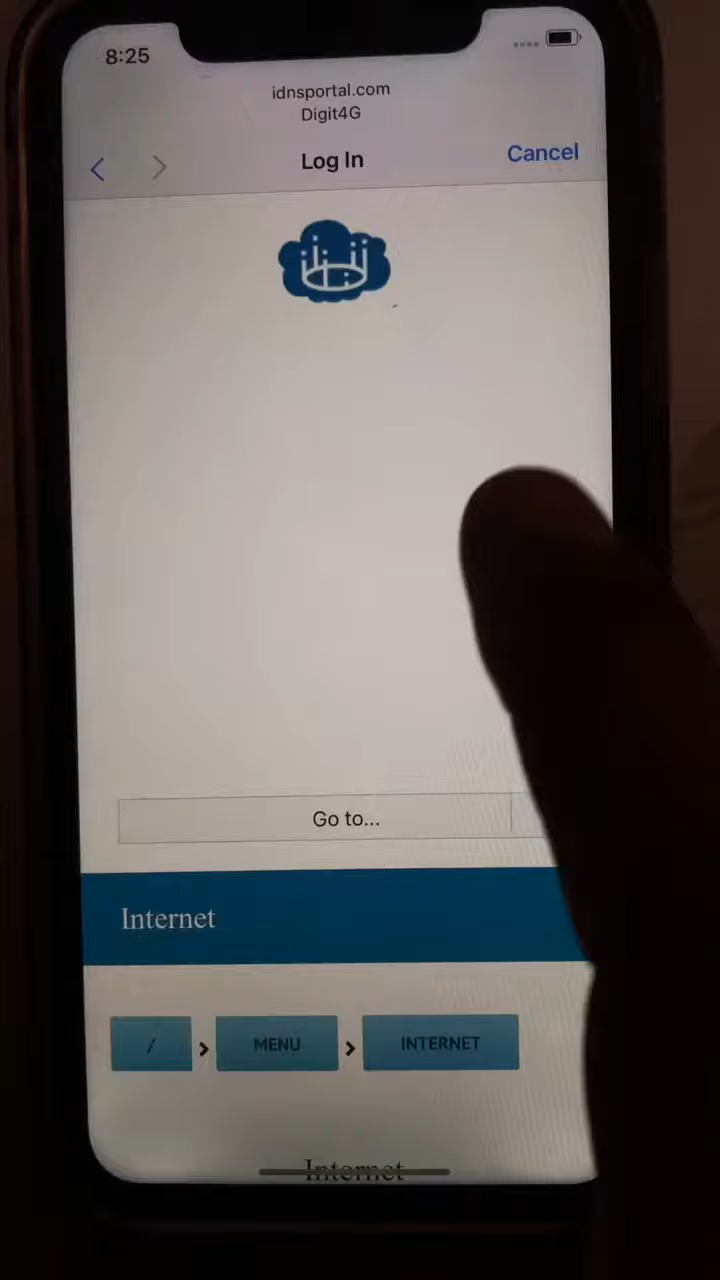 8:25
idnsportal.com
Digit4G
Log In
Cancel
Go to...
Internet
/ › MENU › INTERNET
Internet